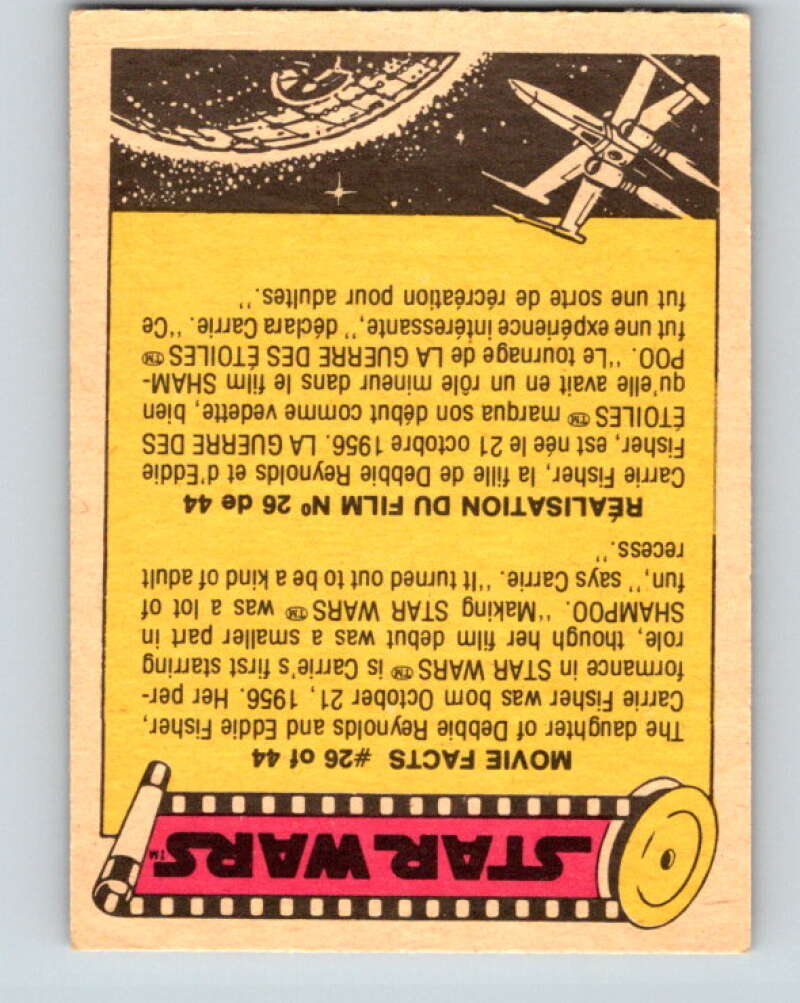 STAR WARS™
MOVIE FACTS #26 of 44
The daughter of Debbie Reynolds and Eddie Fisher,
Carrie Fisher was born October 21, 1956. Her per-
formance in STAR WARS™ is Carrie's first starring
role, though her film debut was a smaller part in
SHAMPOO. "Making STAR WARS™ was a lot of
fun," says Carrie. "It turned out to be a kind of adult
recess."
RÉALISATION DU FILM Nº 26 de 44
Carrie Fisher, la fille de Debbie Reynolds et d'Eddie
Fisher, est née le 21 octobre 1956. LA GUERRE DES
ÉTOILES™ marqua son début comme vedette, bien
qu'elle avait en un rôle mineur dans le film SHAM-
POO. "Le tournage de LA GUERRE DES ÉTOILES™
fut une expérience intéressante," déclara Carrie. "Ce
fut une sorte de récréation pour adultes."